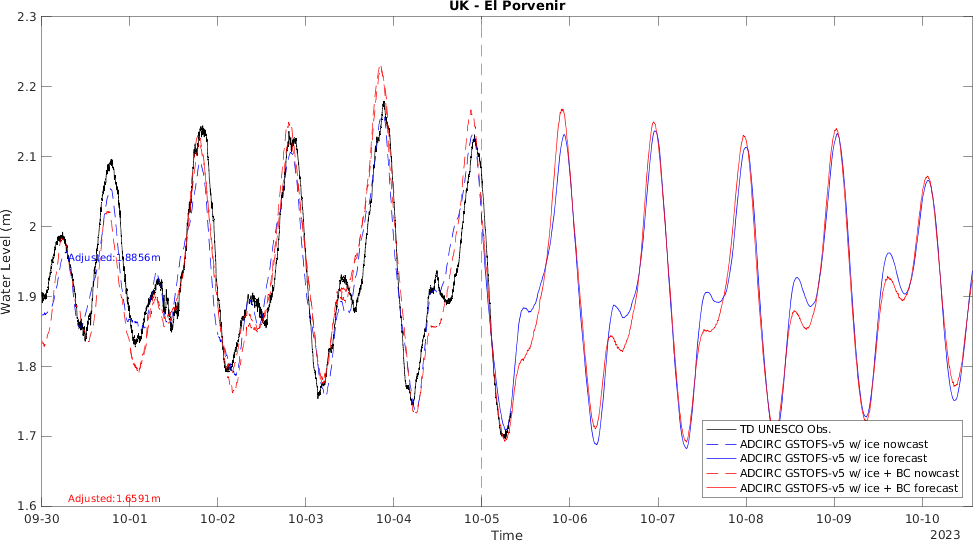 UK - El Porvenir
2.3
2.2
2.1
2
1.9
1.8
1.7
1.6
Water Level (m)
Adjusted:1.8856m
Adjusted:1.6591m
TD UNESCO Obs.
ADCIRC GSTOFS-v5 w/ ice nowcast
ADCIRC GSTOFS-v5 w/ ice forecast
ADCIRC GSTOFS-v5 w/ ice + BC nowcast
ADCIRC GSTOFS-v5 w/ ice + BC forecast
09-30 10-01 10-02 10-03 10-04 10-05 10-06 10-07 10-08 10-09 10-10
2023
Time